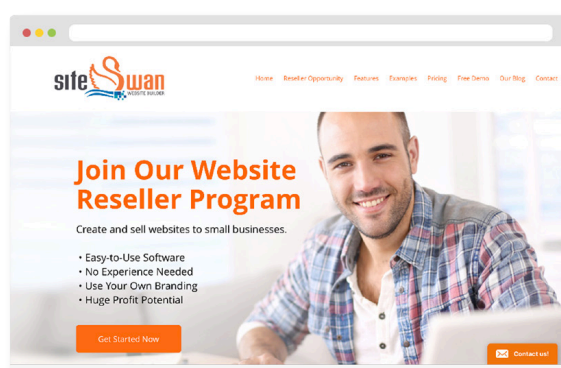 site Swan
WEBSITE BUILDER
Home Reseller Opportunity Features Examples Pricing Free Demo Our Blog Contact
Join Our Website
Reseller Program
Create and sell websites to small businesses.
• Easy-to-Use Software
• No Experience Needed
• Use Your Own Branding
• Huge Profit Potential
Get Started Now
Contact us!